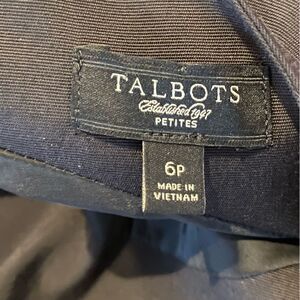 TALBOTS
Established 1947
PETITES
6P
MADE IN
VIETNAM